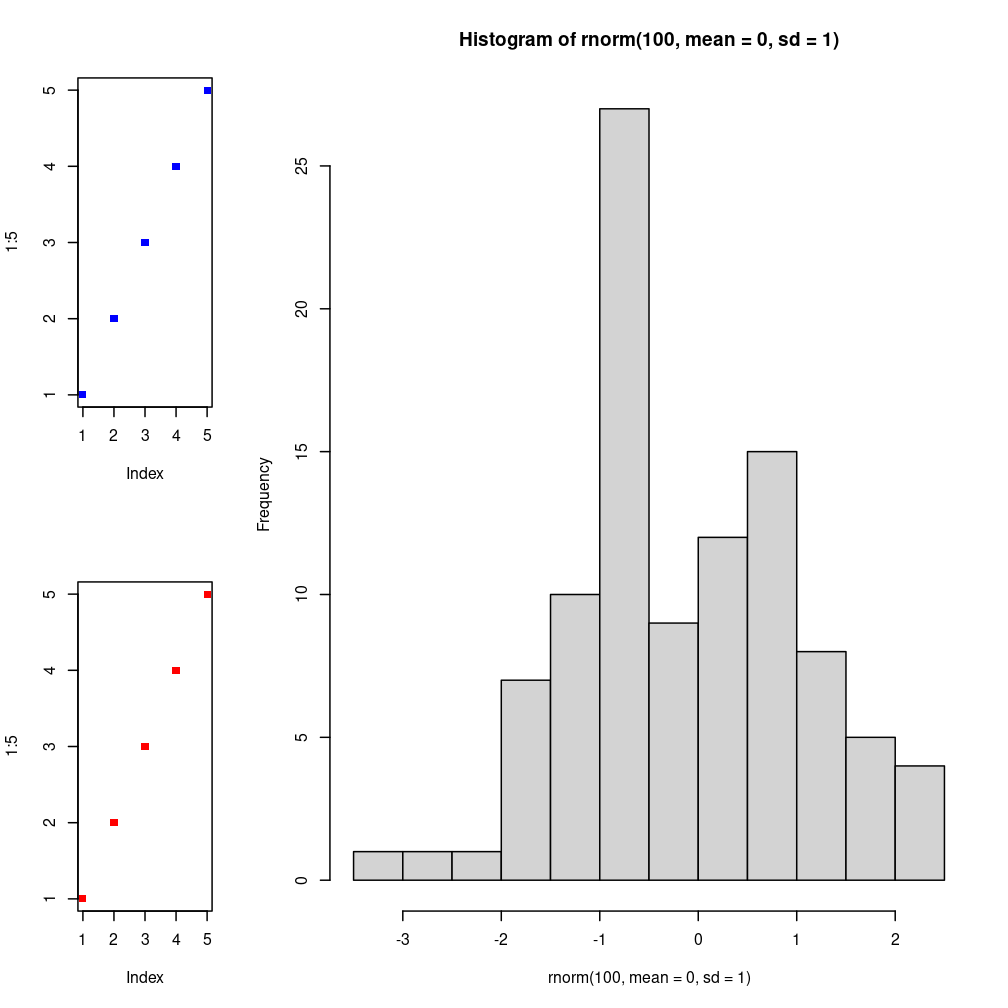 Histogram of rnorm(100, mean = 0, sd = 1)
5
4
3
2
1
1:5
1 2 3 4 5
Index
5
4
3
2
1
1:5
1 2 3 4 5
Index
25
20
15
10
5
0
Frequency
-3 -2 -1 0 1 2
rnorm(100, mean = 0, sd = 1)